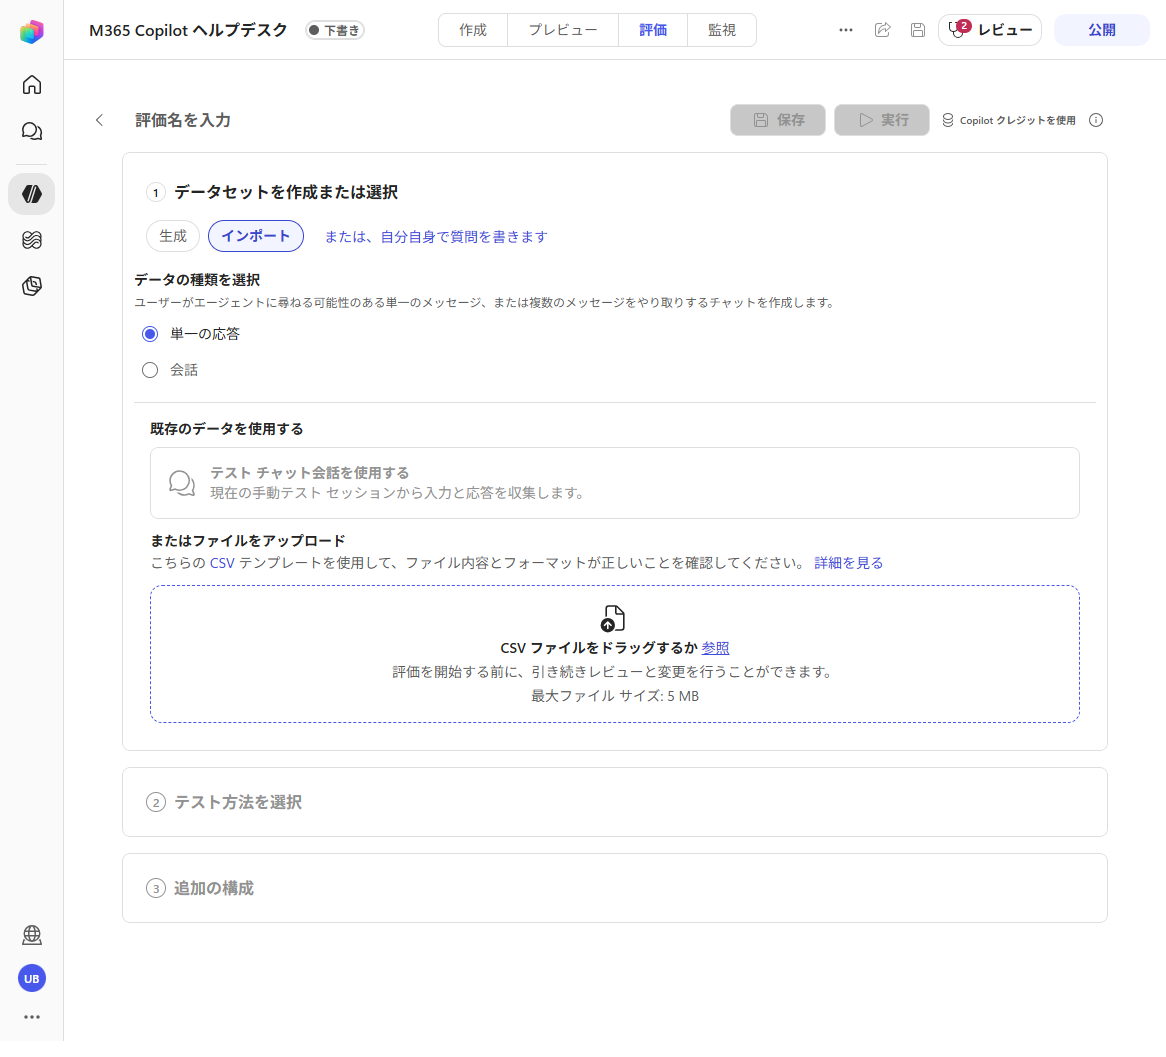 M365 Copilot ヘルプデスク
下書き
作成
プレビュー
評価
監視
2
レビュー
公開
評価名を入力
保存
実行
Copilot クレジットを使用
1 データセットを作成または選択
生成
インポート
または、自分自身で質問を書きます
データの種類を選択
ユーザーがエージェントに尋ねる可能性のある単一のメッセージ、または複数のメッセージをやり取りするチャットを作成します。
単一の応答
会話
既存のデータを使用する
テスト チャット会話を使用する
現在の手動テスト セッションから入力と応答を収集します。
またはファイルをアップロード
こちらの CSV テンプレートを使用して、ファイル内容とフォーマットが正しいことを確認してください。 詳細を見る
CSV ファイルをドラッグするか 参照
評価を開始する前に、引き続きレビューと変更を行うことができます。
最大ファイル サイズ: 5 MB
2 テスト方法を選択
3 追加の構成
UB